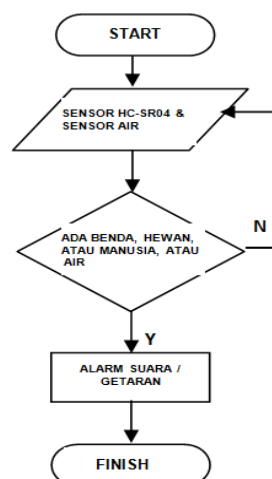 START
SENSOR HC-SR04 &
SENSOR AIR
ADA BENDA, HEWAN,
ATAU MANUSIA, ATAU
AIR
N
Y
ALARM SUARA /
GETARAN
FINISH